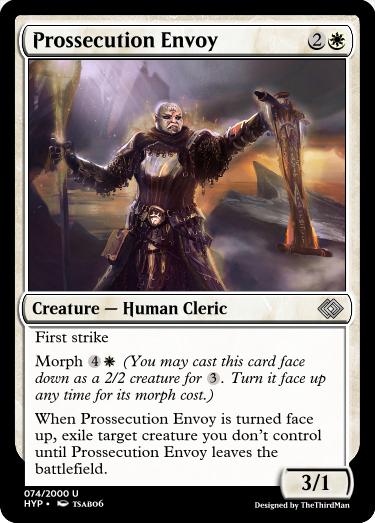 Prossecution Envoy 2
Creature — Human Cleric
First strike
Morph 4 (You may cast this card face
down as a 2/2 creature for 3. Turn it face up
any time for its morph cost.)
When Prossecution Envoy is turned face
up, exile target creature you don't control
until Prossecution Envoy leaves the
battlefield.
3/1
074/2000 U
HYP • TSABO6
Designed by TheThirdMan